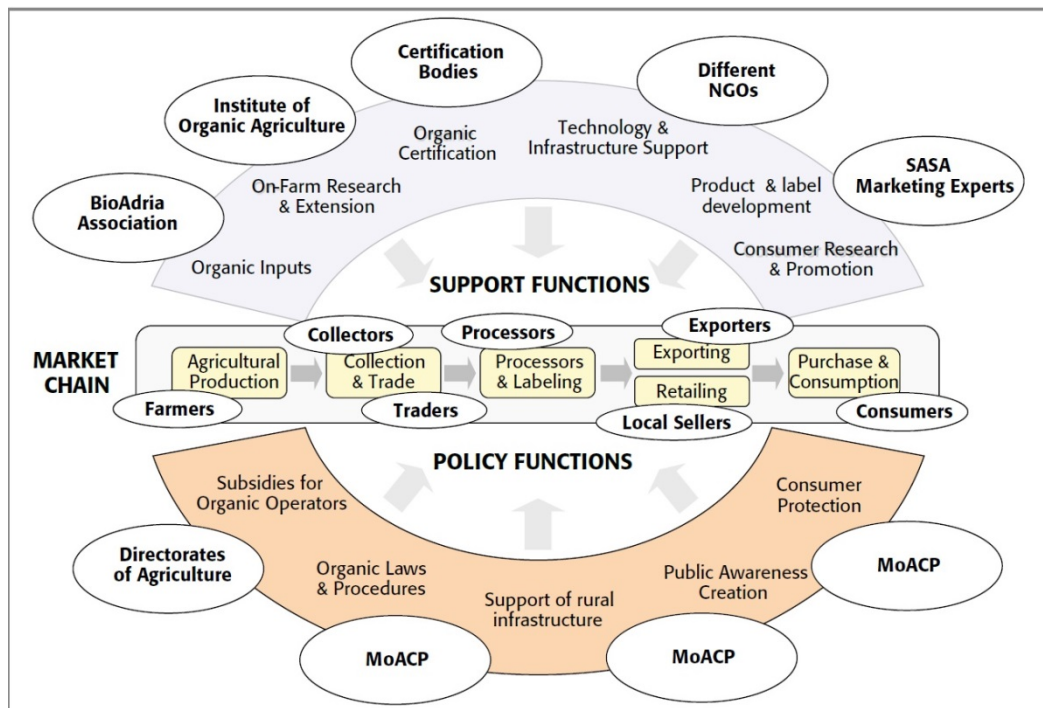 Certification
Bodies
Different
NGOs
Institute of
Organic Agriculture
Organic
Certification
Technology &
Infrastructure Support
SASA
Marketing Experts
BioAdria
Association
On-Farm Research
& Extension
Product & label
development
Organic Inputs
Consumer Research
& Promotion
SUPPORT FUNCTIONS
Collectors
Processors
Exporters
MARKET
CHAIN
Agricultural
Production
Collection
& Trade
Processors
& Labeling
Exporting
Retailing
Purchase &
Consumption
Farmers
Traders
Local Sellers
Consumers
POLICY FUNCTIONS
Subsidies for
Organic Operators
Consumer
Protection
Directorates
of Agriculture
Organic Laws
& Procedures
Support of rural
infrastructure
Public Awareness
Creation
MoACP
MoACP
MoACP